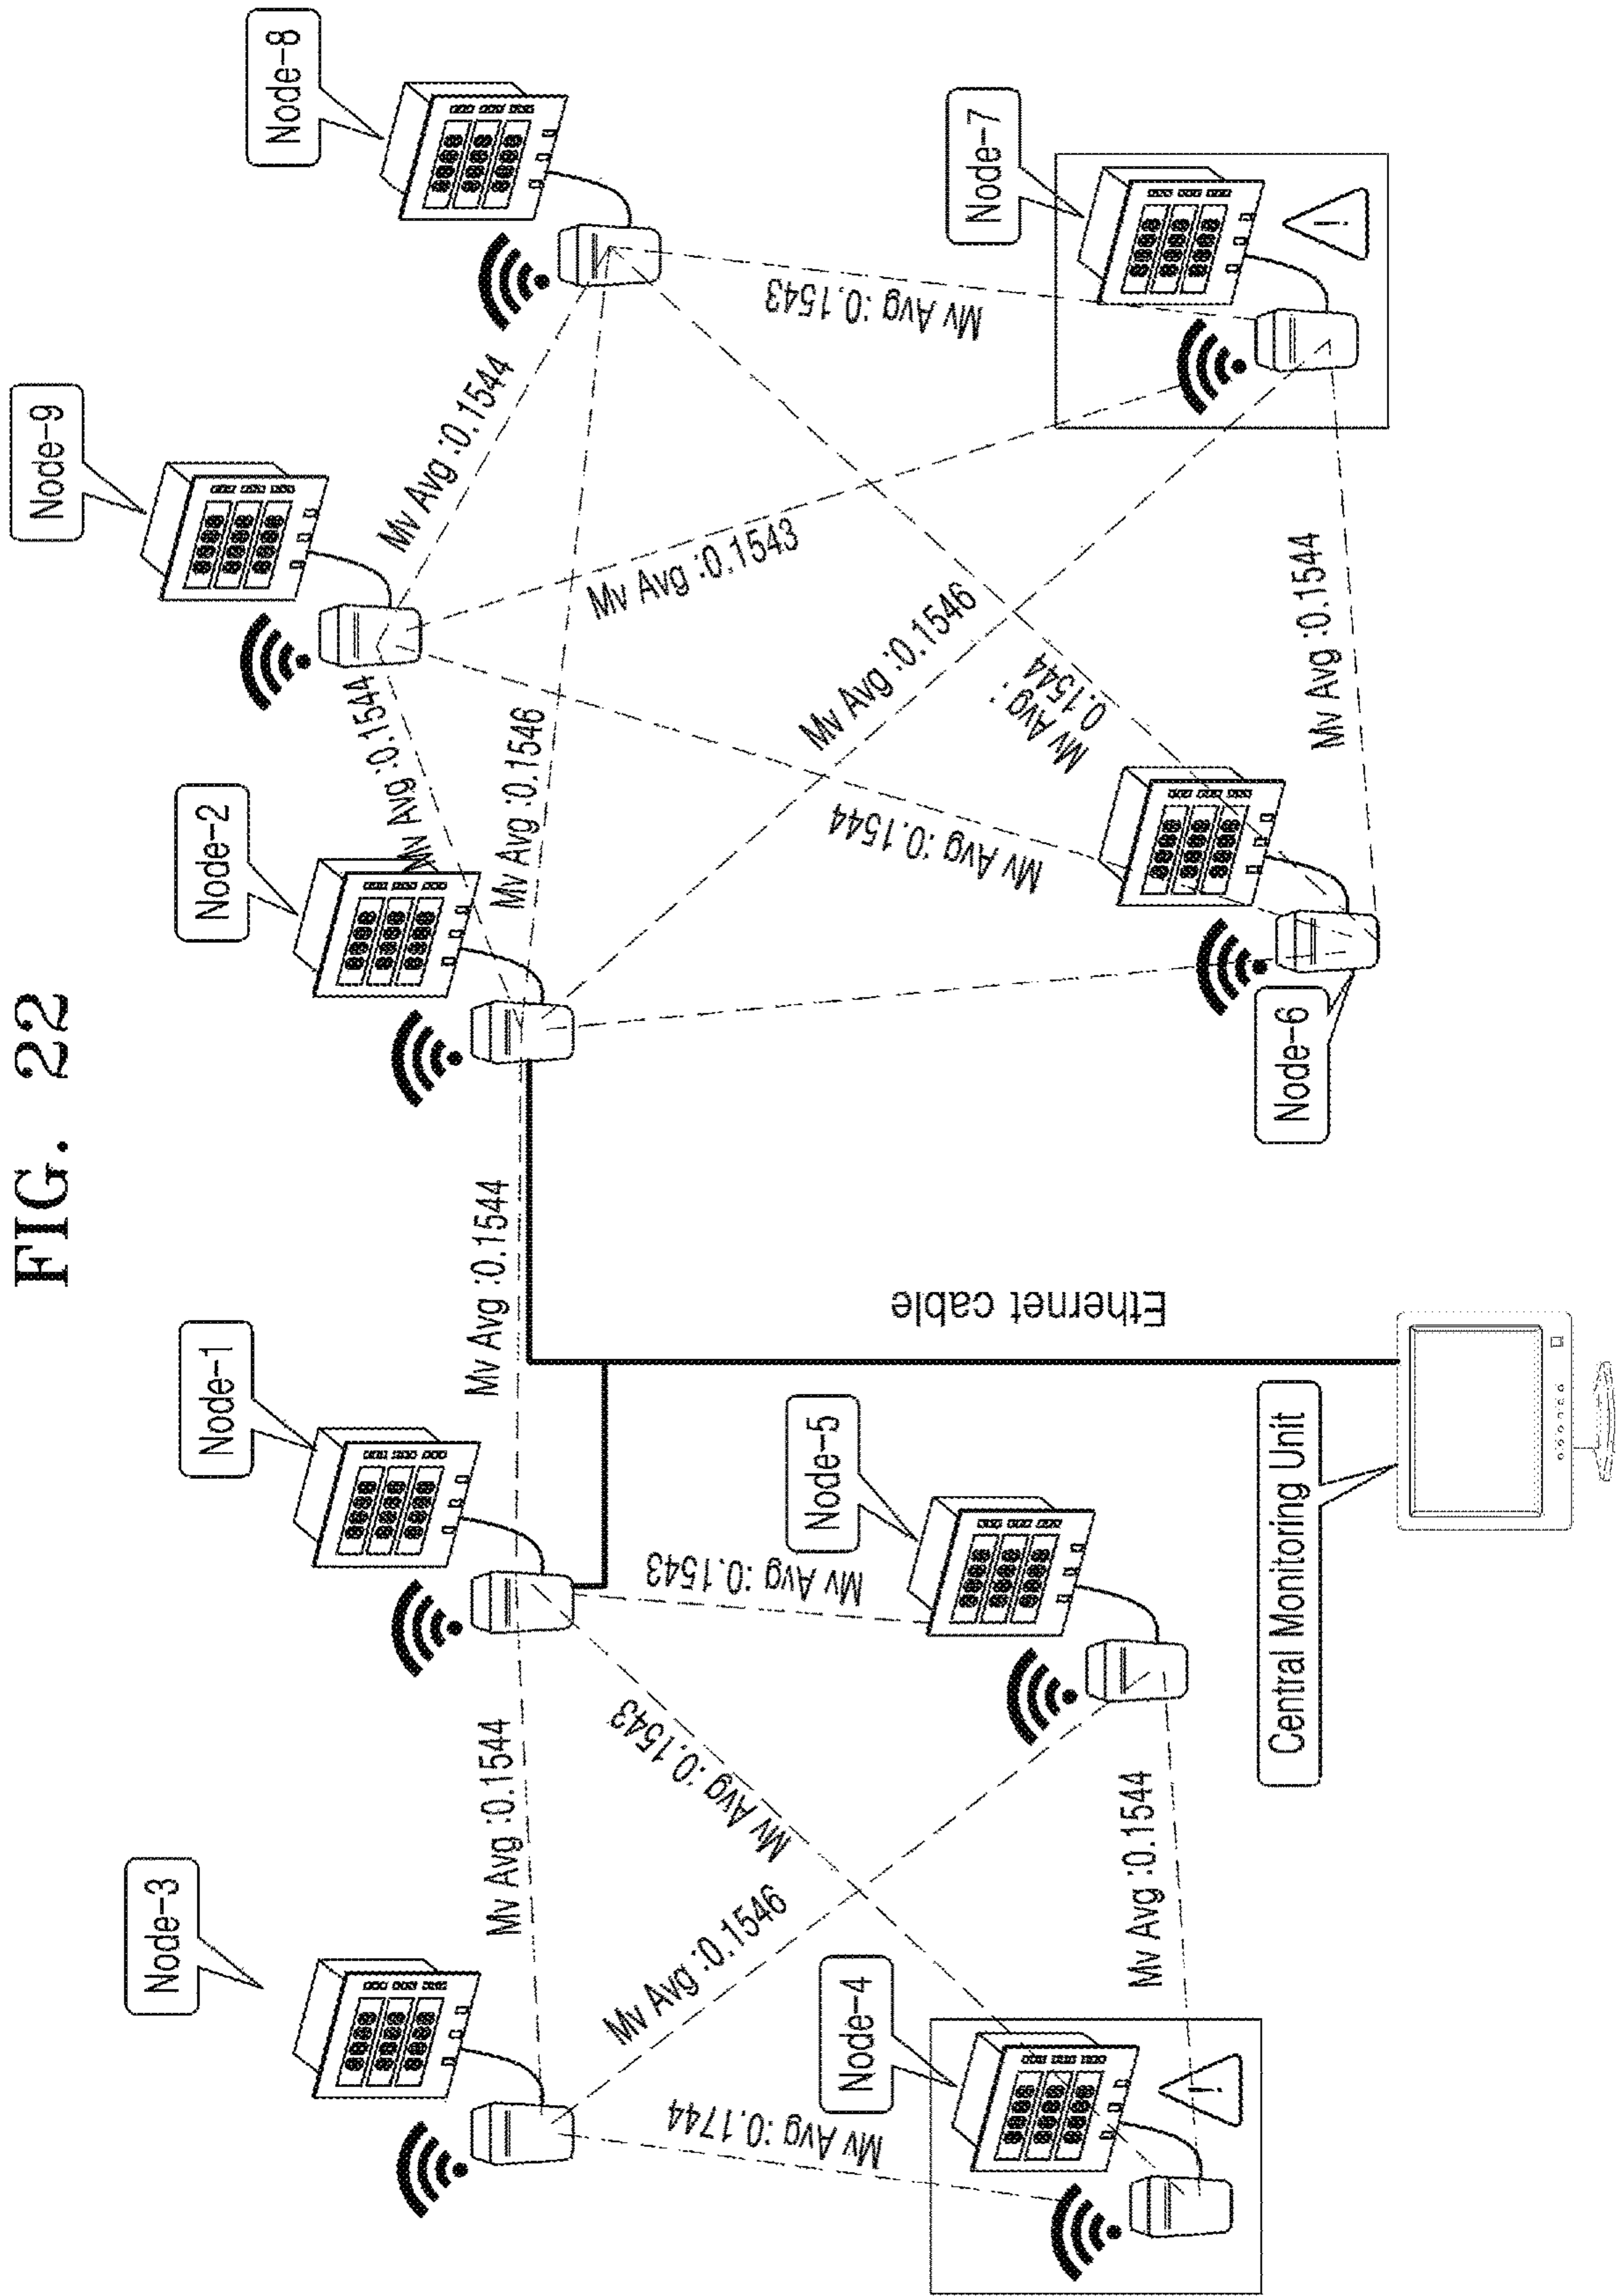 FIG. 22
Node-3
Node-1
Node-2
Node-9
Node-8
Mv Avg :0.1544
Mv Avg :0.1544
Mv Avg :0.1544
Mv Avg :0.1544
Mv Avg :0.1546
Mv Avg :0.1744
Mv Avg :0.1546
Mv Avg :0.1543
Mv Avg :0.1543
Mv Avg :0.1543
Mv Avg :0.1543
Mv Avg :0.1546
Mv Avg :0.1544
Mv Avg :
0.1544
Node-4
Node-5
Ethernet cable
Node-7
Mv Avg :0.1544
Node-6
Mv Avg :0.1544
Central Monitoring Unit